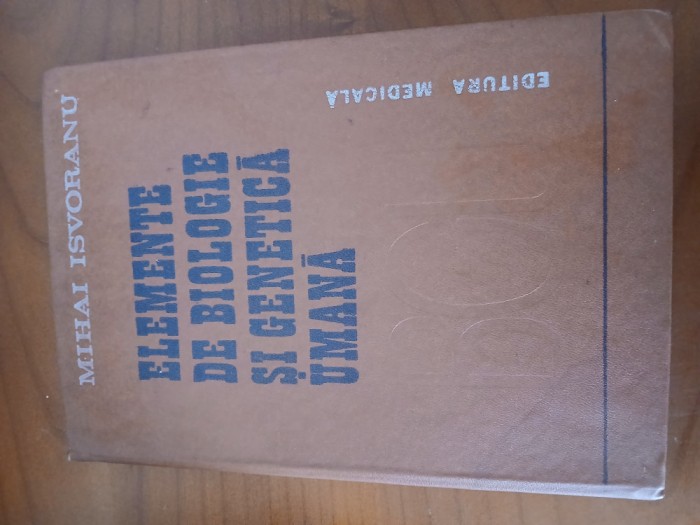 MIHAI ISVORANU
ELEMENTE
DE BIOLOGIE
ȘI GENETICĂ
UMANĂ
EDITURA MEDICALĂ